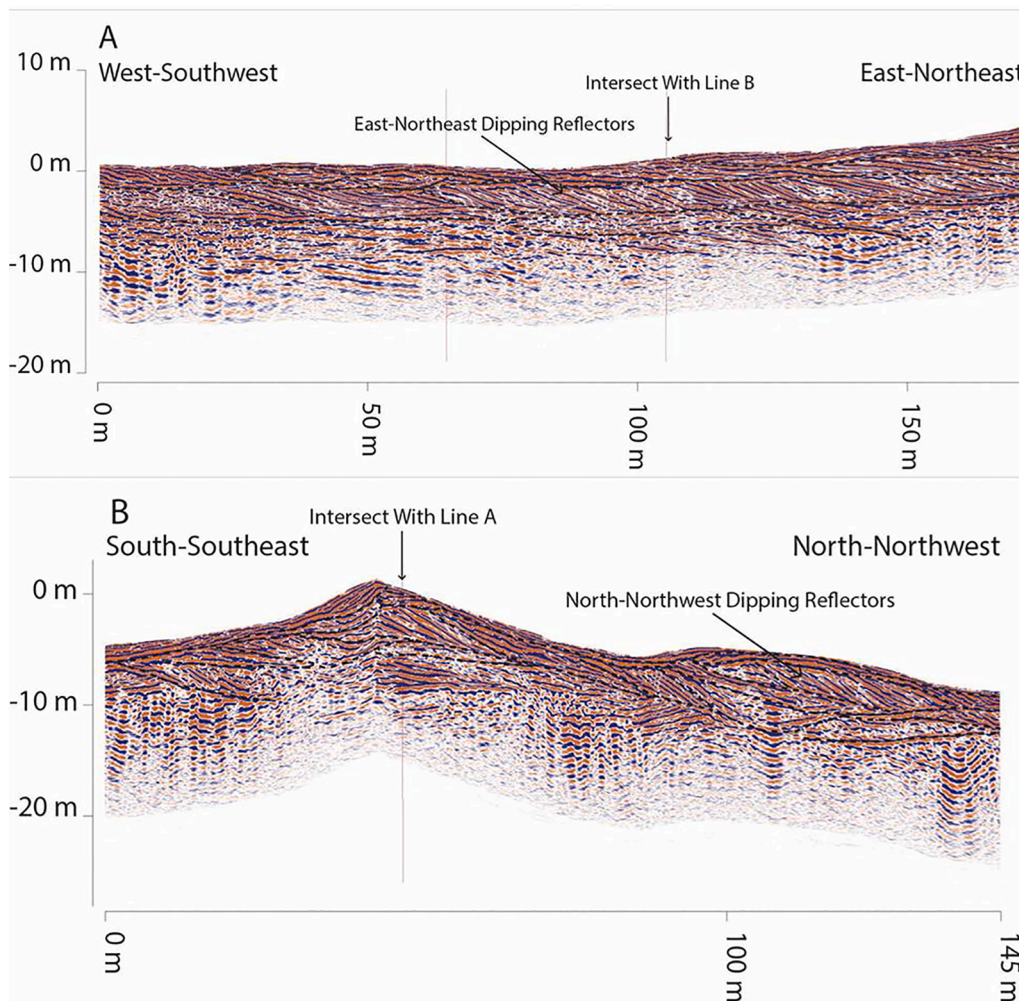 A
10 m
West-Southwest
East-Northeast
Intersect With Line B
East-Northeast Dipping Reflectors
0 m
-10 m
-20 m
0 m
50 m
100 m
150 m
B
Intersect With Line A
South-Southeast
North-Northwest
0 m
North-Northwest Dipping Reflectors
-10 m
-20 m
0 m
100 m
145 m